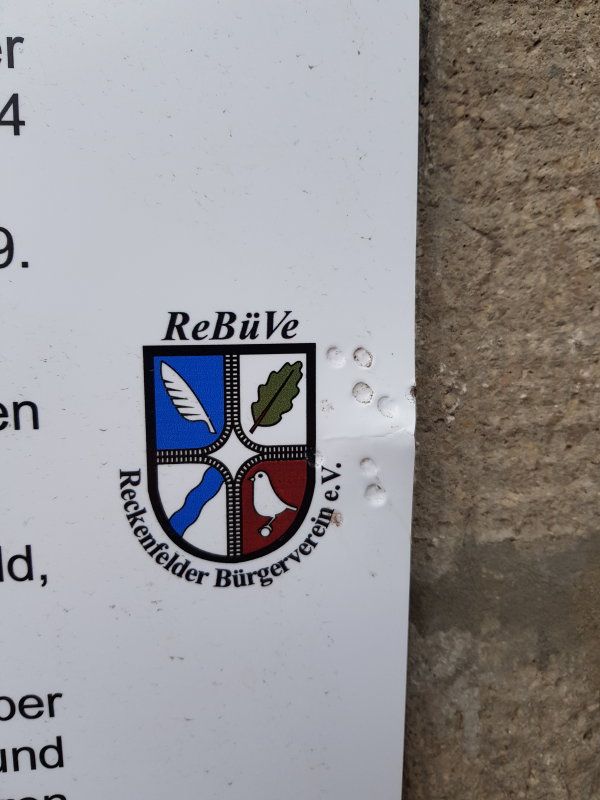 er
4
9.
ReBüVe
en
Reckenfelder Bürgerverein e.V.
ld,
ber
und